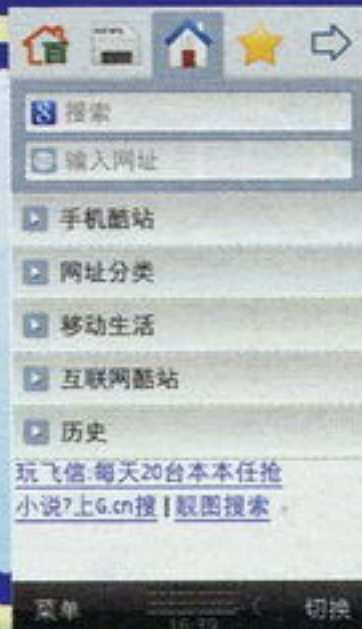 NEWS
搜索
输入网址
手机酷站
网址分类
移动生活
互联网酷站
历史
玩飞信:每天20台本本任抢
小说?上G.cn搜 | 靓图搜索
菜单 切换